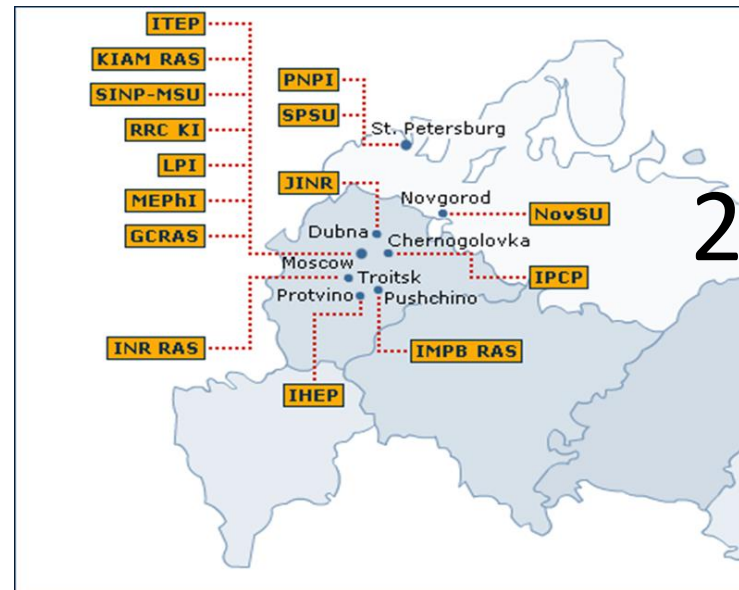 ITEP
KIAM RAS
SINP-MSU
RRC KI
LPI
MEPhI
GCRAS
PNPI
SPSU
St. Petersburg
JINR
Novgorod
NovSU
2
Dubna
Chernogolovka
Moscow
IPCP
Troitsk
Protvino
Pushchino
INR RAS
IMPB RAS
IHEP